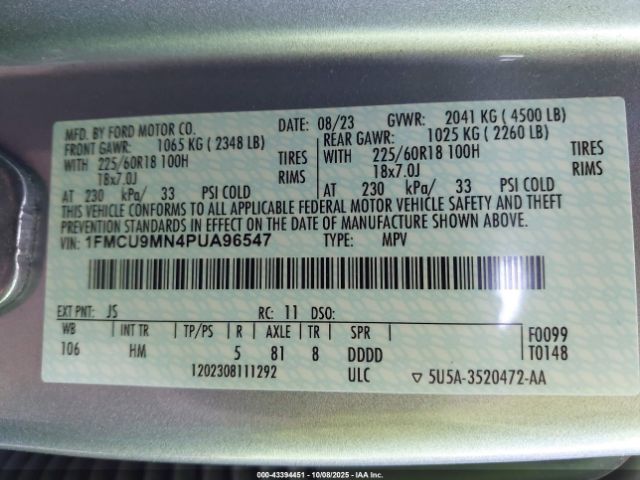 MFD. BY FORD MOTOR CO.
DATE: 08/23 GVWR: 2041 KG ( 4500 LB)
FRONT GAWR: 1065 KG ( 2348 LB)
REAR GAWR: 1025 KG ( 2260 LB)
WITH 225/60R18 100H TIRES
WITH 225/60R18 100H TIRES
18x7.0J RIMS
18x7.0J RIMS
AT 230 kPa/ 33 PSI COLD
AT 230 kPa/ 33 PSI COLD
THIS VEHICLE CONFORMS TO ALL APPLICABLE FEDERAL MOTOR VEHICLE SAFETY AND THEFT
PREVENTION STANDARDS IN EFFECT ON THE DATE OF MANUFACTURE SHOWN ABOVE.
VIN: 1FMCU9MN4PUA96547 TYPE: MPV
EXT PNT: JS RC: 11 DSO:
WB INT TR TP/PS R AXLE TR SPR F0099
106 HM 5 81 8 DDDD T0148
1202308111292 ULC ▽ 5U5A-3520472-AA
© 43394451 - 10/08/2025 - IAA Inc.